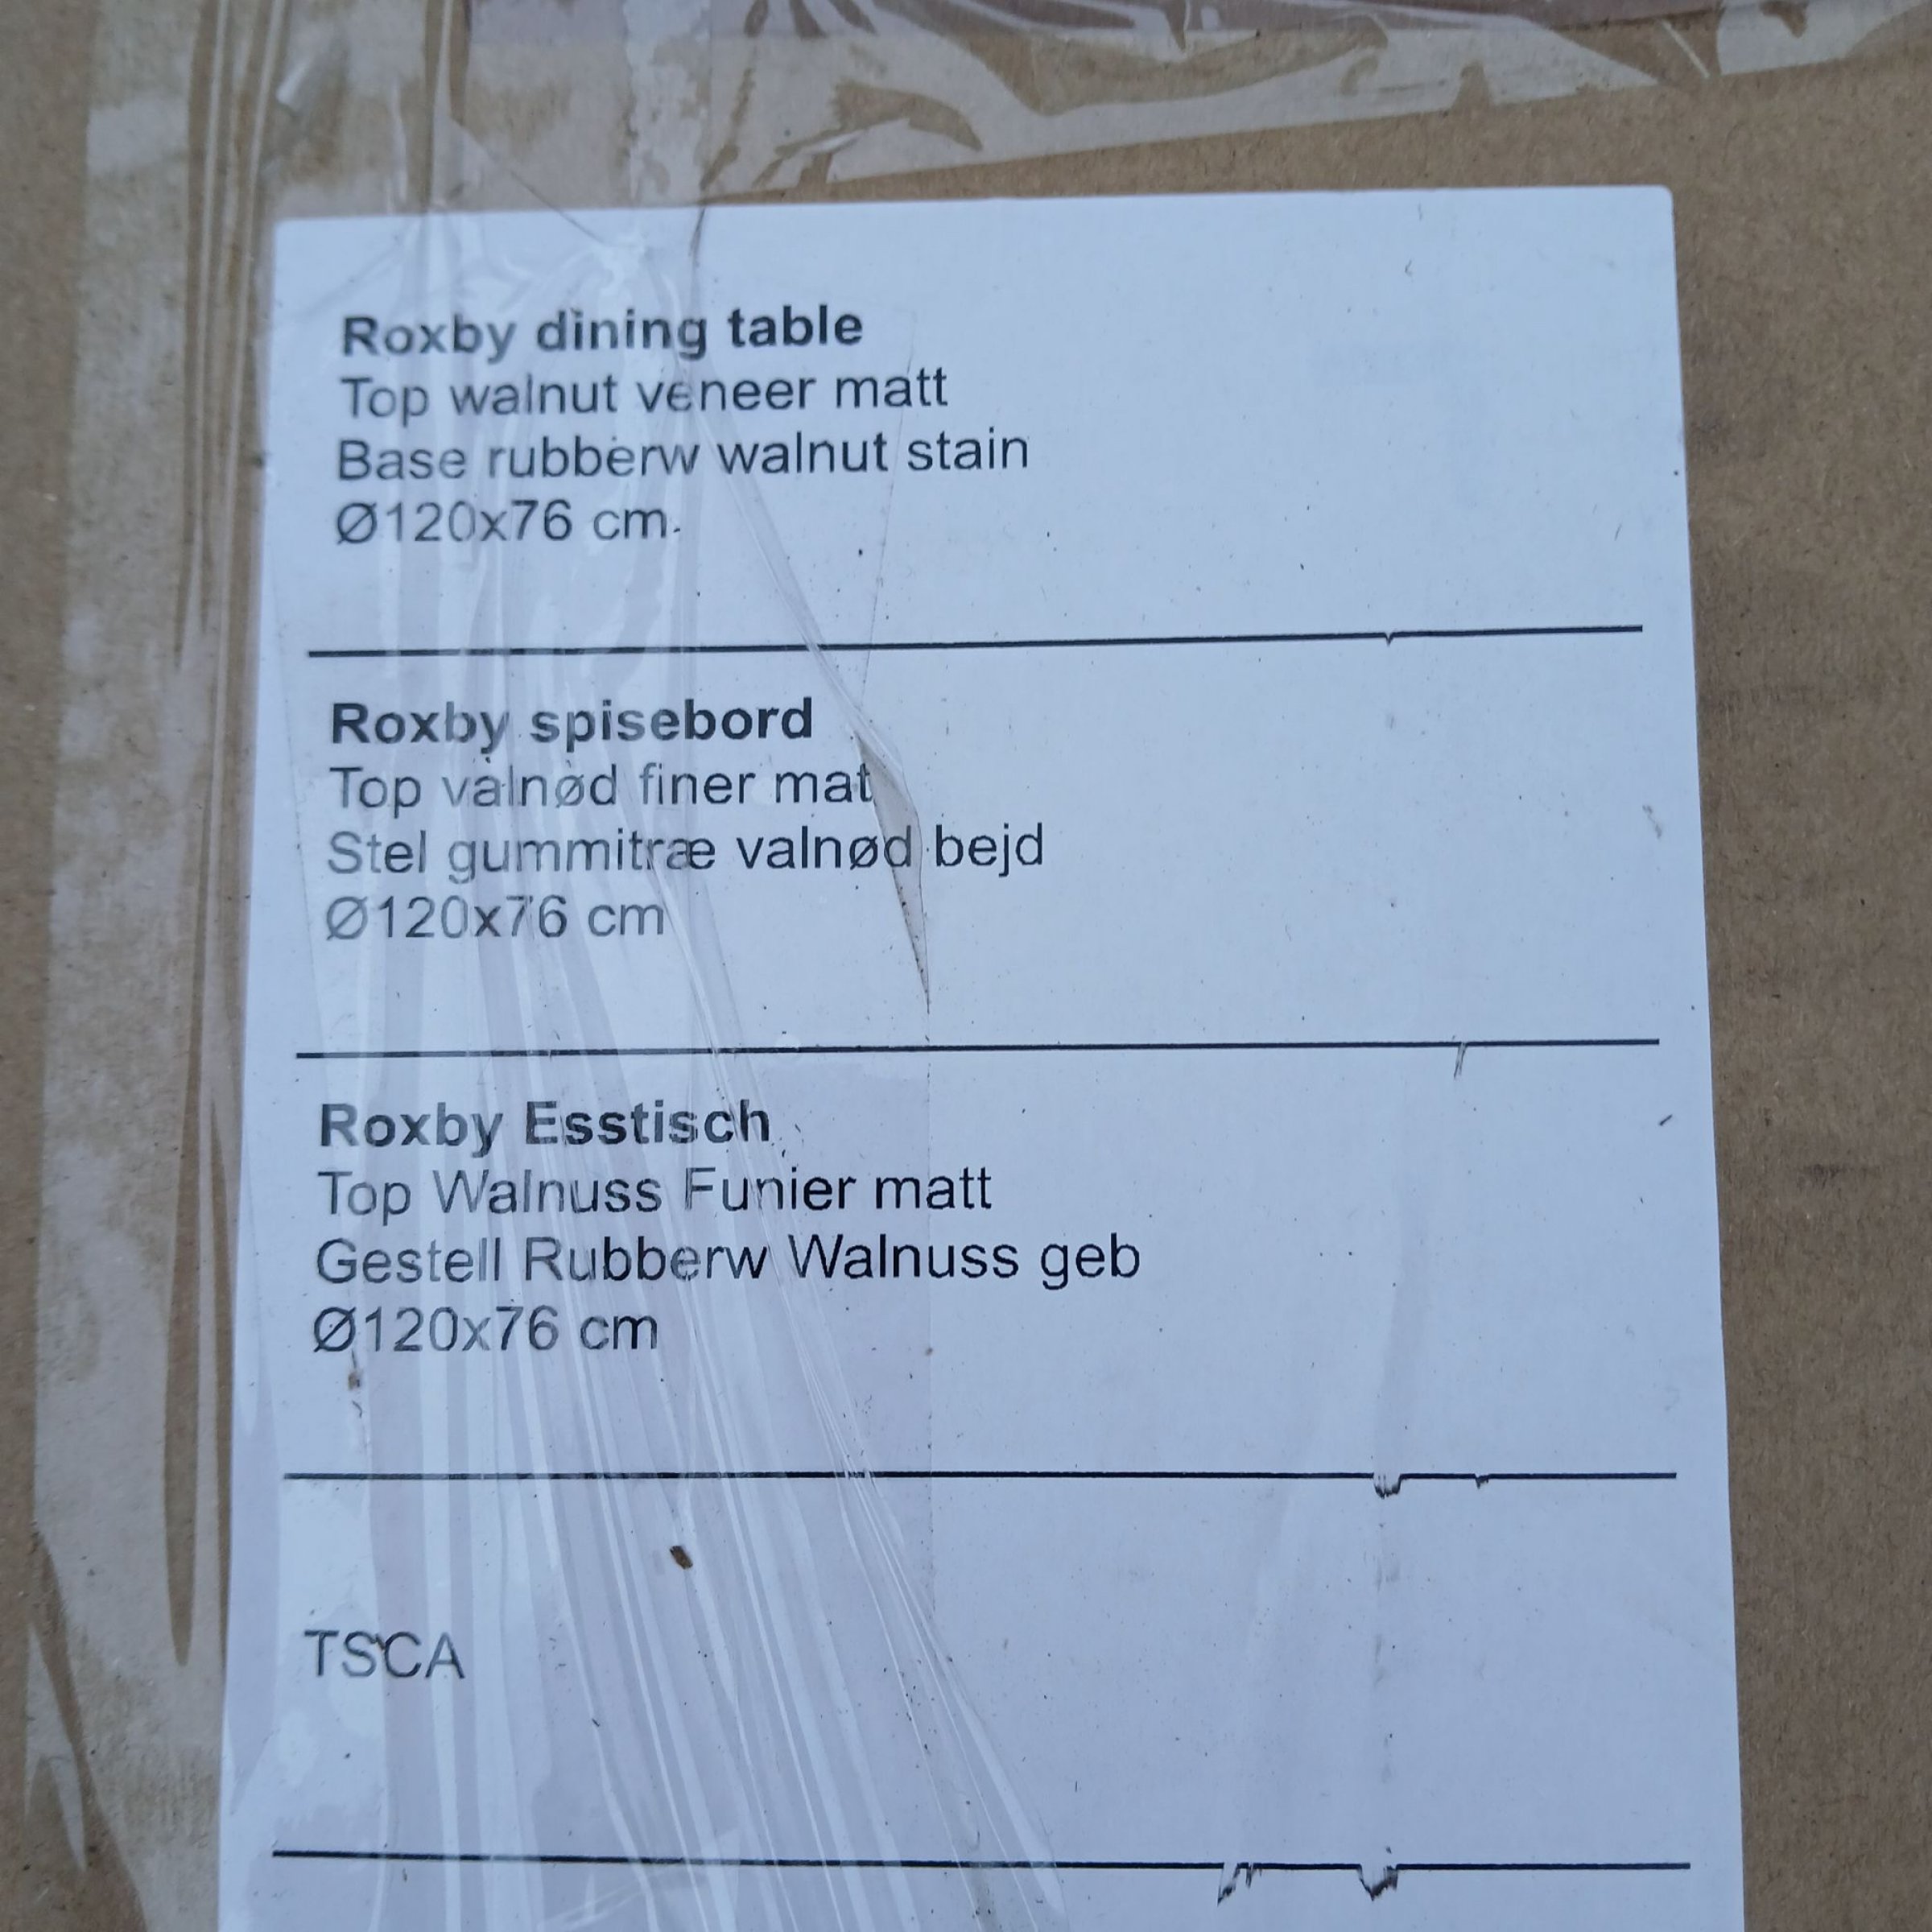 Roxby dining table
Top walnut veneer matt
Base rubberw walnut stain
Ø120x76 cm
Roxby spisebord
Top valnød finer mat
Stel gummitræ valnød bejd
Ø120x76 cm
Roxby Esstisch
Top Walnuss Funier matt
Gestell Rubberw Walnuss geb
Ø120x76 cm
TSCA